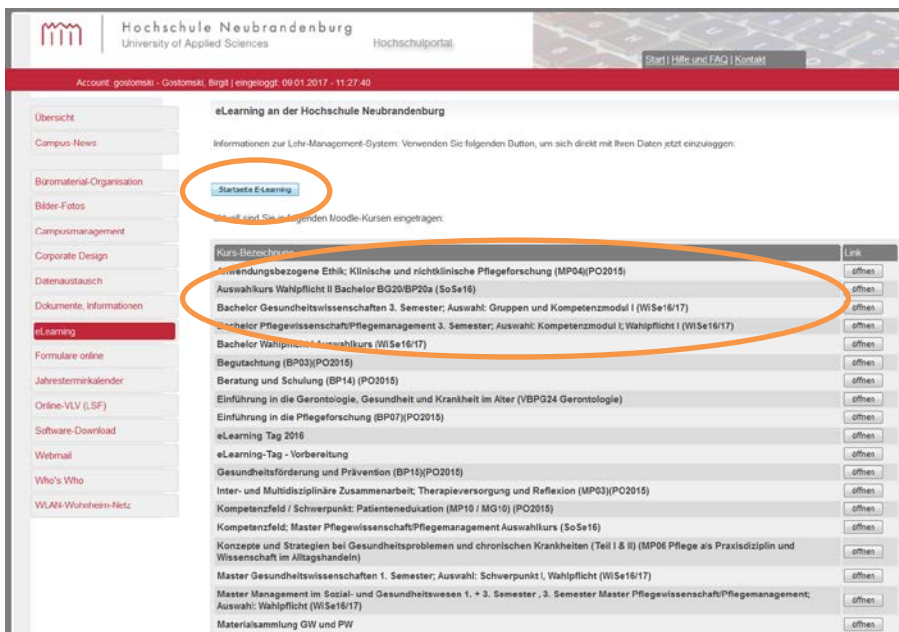 Hochschule Neubrandenburg
University of Applied Sciences
Hochschulportal
Start | Hilfe und FAQ | Kontakt
Account: gostomski - Gostomski, Birgit | eingeloggt: 09.01.2017 - 11:27:40
Übersicht
Campus-News
Büromaterial-Organisation
Bilder-Fotos
Campusmanagement
Corporate Design
Datenaustausch
Dokumente, Informationen
eLearning
Formulare online
Jahresterminkalender
Online-VLV (LSF)
Software-Download
Webmail
Who's Who
WLAN-Wohnheim-Netz
eLearning an der Hochschule Neubrandenburg
Informationen zur Lehr-Management-System: Verwenden Sie folgenden Button, um sich direkt mit Ihren Daten jetzt einzuloggen:
Startseite E-Learning
Aktuell sind Sie in folgenden Moodle-Kursen eingetragen:
Kurs-Bezeichnung Link
Anwendungsbezogene Ethik; Klinische und richtklinische Pflegeforschung (MP04)(PO2015) öffnen
Auswahlkurs Wahlpflicht II Bachelor BG20/BP20a (SoSe16) öffnen
Bachelor Gesundheitswissenschaften 3. Semester; Auswahl: Gruppen und Kompetenzmodul I (WiSe16/17) öffnen
Bachelor Pflegewissenschaft/Pflegemanagement 3. Semester; Auswahl: Kompetenzmodul I; Wahlpflicht I (WiSe16/17) öffnen
Bachelor Wahlpflicht Auswahlkurs (WiSe16/17) öffnen
Begutachtung (BP03)(PO2015) öffnen
Beratung und Schulung (BP14) (PO2015) öffnen
Einführung in die Gerontologie, Gesundheit und Krankheit im Alter (VBPG24 Gerontologie) öffnen
Einführung in die Pflegeforschung (BP07)(PO2015) öffnen
eLearning Tag 2016 öffnen
eLearning-Tag - Vorbereitung öffnen
Gesundheitsförderung und Prävention (BP15)(PO2015) öffnen
Inter- und Multidisziplinäre Zusammenarbeit; Therapieversorgung und Reflexion (MP03)(PO2015) öffnen
Kompetenzfeld / Schwerpunkt: Patientenedukation (MP10 / MG10) (PO2015) öffnen
Kompetenzfeld; Master Pflegewissenschaft/Pflegemanagement Auswahlkurs (SoSe16) öffnen
Konzepte und Strategien bei Gesundheitsproblemen und chronischen Krankheiten (Teil I & II) (MP06 Pflege als Praxisdiziplin und
Wissenschaft im Alltagshandeln) öffnen
Master Gesundheitswissenschaften 1. Semester; Auswahl: Schwerpunkt I, Wahlpflicht (WiSe16/17) öffnen
Master Management im Sozial- und Gesundheitswesen 1. + 3. Semester , 3. Semester Master Pflegewissenschaft/Pflegemanagement;
Auswahl: Wahlpflicht (WiSe16/17) öffnen
Materialsammlung GW und PW öffnen